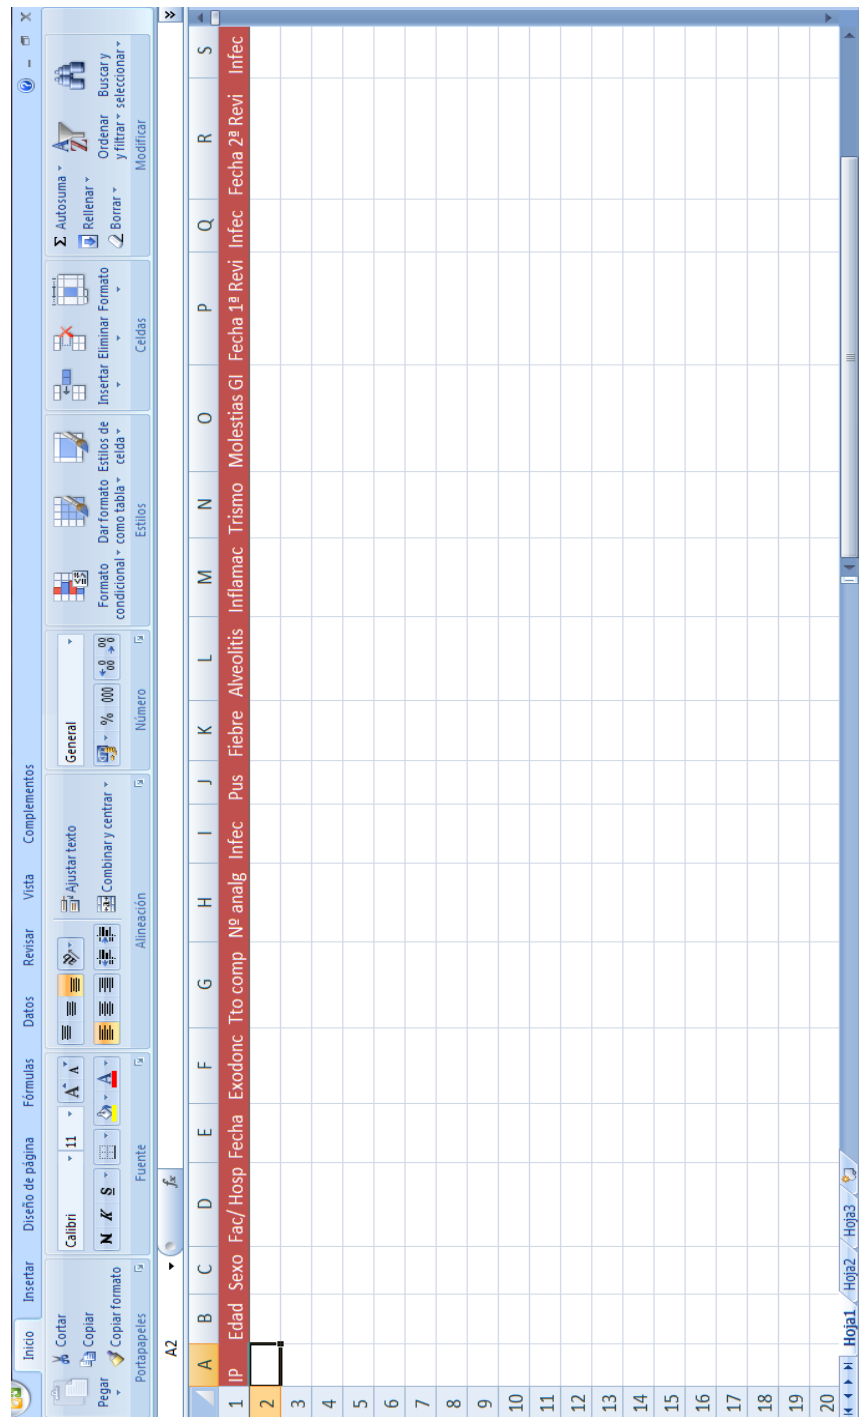 Inicio Insertar Diseño de página Fórmulas Datos Revisar Vista Complementos
Pegar
Cortar
Copiar
Copiar formato
Portapapeles
Calibri 11
N K S
Fuente
Ajustar texto
Combinar y centrar
Alineación
General
% 000
Número
Formato condicional
Dar formato como tabla
Estilos de celda
Estilos
Insertar Eliminar Formato
Celdas
Σ Autosuma
Rellenar
Borrar
Ordenar y filtrar
Buscar y seleccionar
Modificar
A2 fx
A B C D E F G H I J K L M N O P Q R S
1 IP Edad Sexo Fac/ Hosp Fecha Exodonc Tto comp Nº analg Infec Pus Fiebre Alveolitis Inflamac Trismo Molestias GI Fecha 1ª Revi Infec Fecha 2ª Revi Infec
2
3
4
5
6
7
8
9
10
11
12
13
14
15
16
17
18
19
20
Hoja1 Hoja2 Hoja3